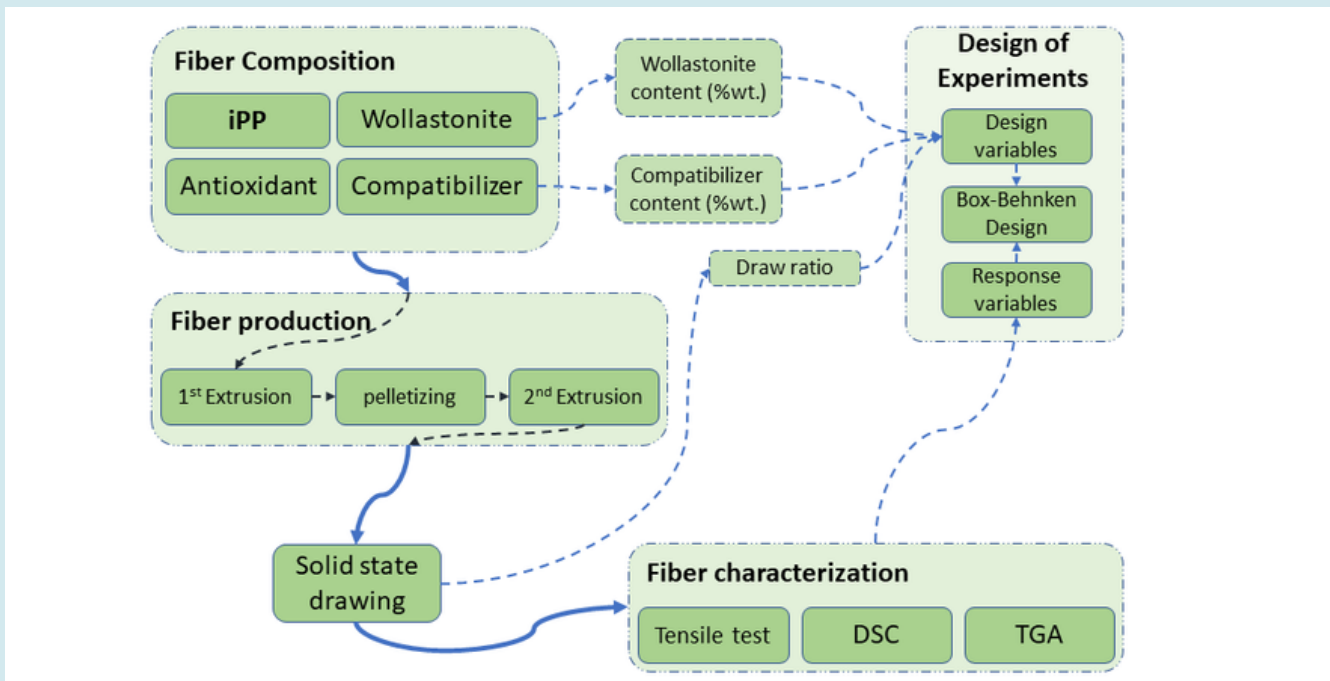 Fiber Composition
iPP
Wollastonite
Antioxidant
Compatibilizer
Wollastonite
content (%wt.)
Compatibilizer
content (%wt.)
Draw ratio
Design of
Experiments
Design
variables
Box-Behnken
Design
Response
variables
Fiber production
1st Extrusion
pelletizing
2nd Extrusion
Solid state
drawing
Fiber characterization
Tensile test
DSC
TGA